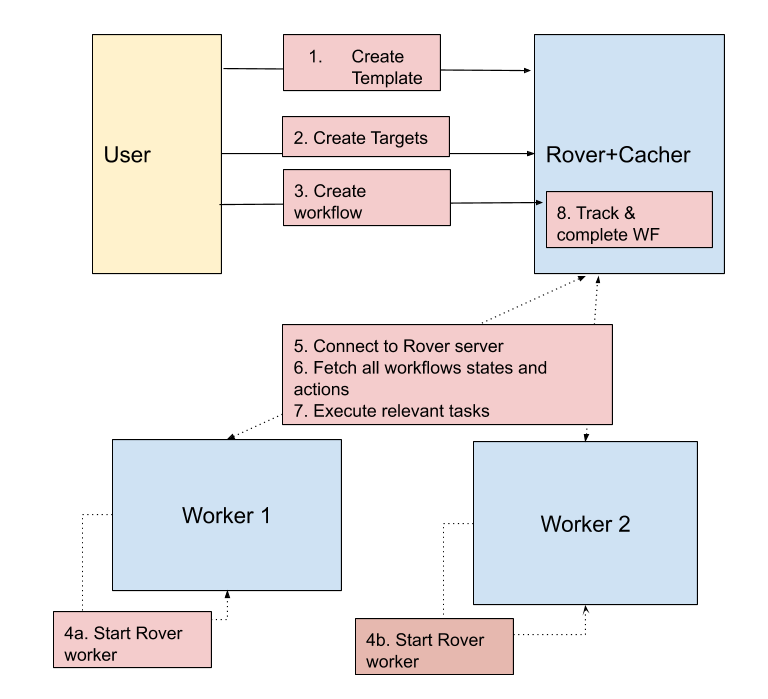 1. Create
Template
User
2. Create Targets
Rover+Cacher
3. Create
workflow
8. Track &
complete WF
5. Connect to Rover server
6. Fetch all workflows states and
actions
7. Execute relevant tasks
Worker 1
Worker 2
4a. Start Rover
worker
4b. Start Rover
worker